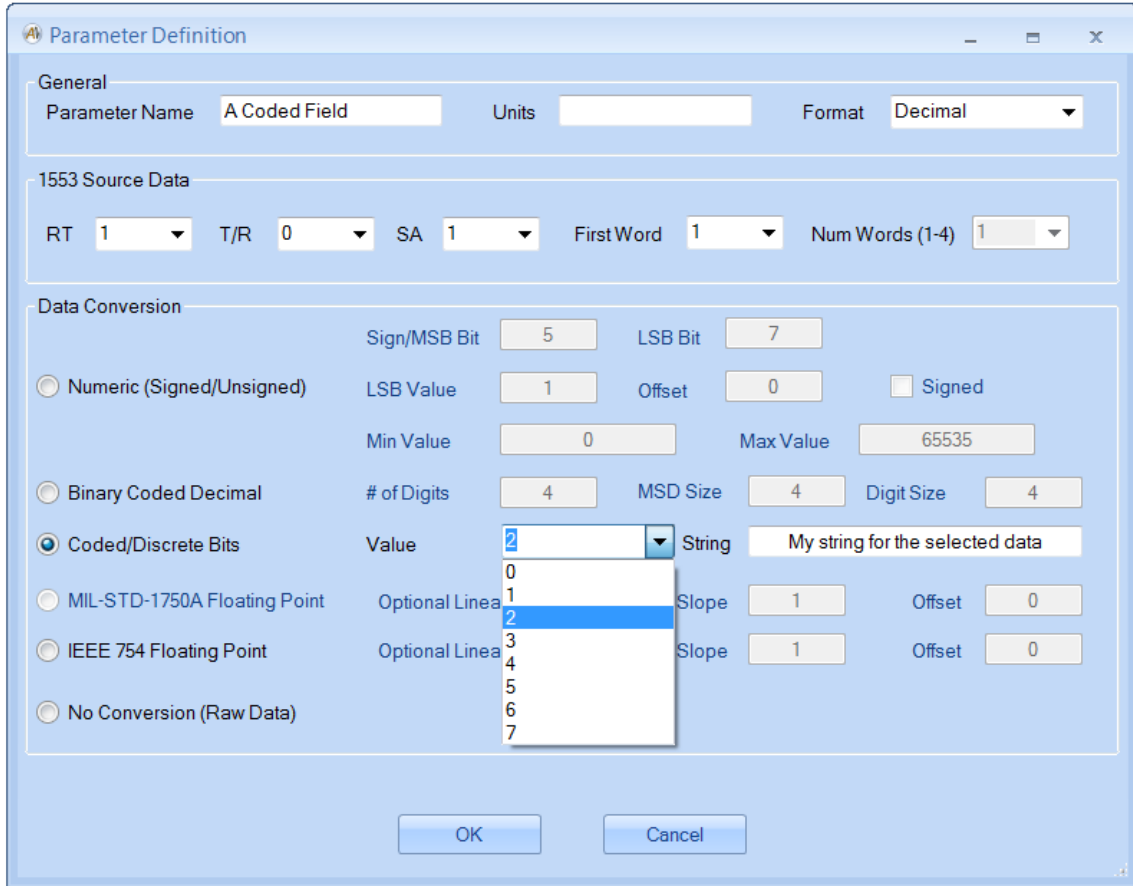 Parameter Definition
General
Parameter Name A Coded Field Units Format Decimal
1553 Source Data
RT 1 T/R 0 SA 1 First Word 1 Num Words (1-4) 1
Data Conversion
Sign/MSB Bit 5 LSB Bit 7
Numeric (Signed/Unsigned) LSB Value 1 Offset 0 Signed
Min Value 0 Max Value 65535
Binary Coded Decimal # of Digits 4 MSD Size 4 Digit Size 4
Coded/Discrete Bits Value 2 String My string for the selected data
0
MIL-STD-1750A Floating Point Optional Linea 1 Slope 1 Offset 0
2
3
IEEE 754 Floating Point Optional Linea Slope 1 Offset 0
4
5
6
No Conversion (Raw Data)
7
OK Cancel